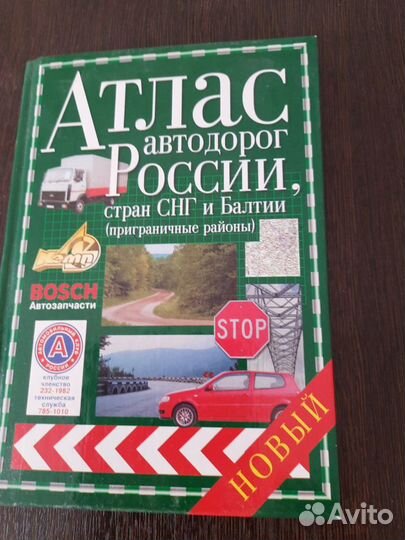 Атлас
автодорог
России,
стран СНГ и Балтии
(приграничные районы)
BOSCH
Автозапчасти
STOP
А
РОССИИ
клубное
членство
232-1982
техническая
служба
785-1010
НОВЫЙ
Avito